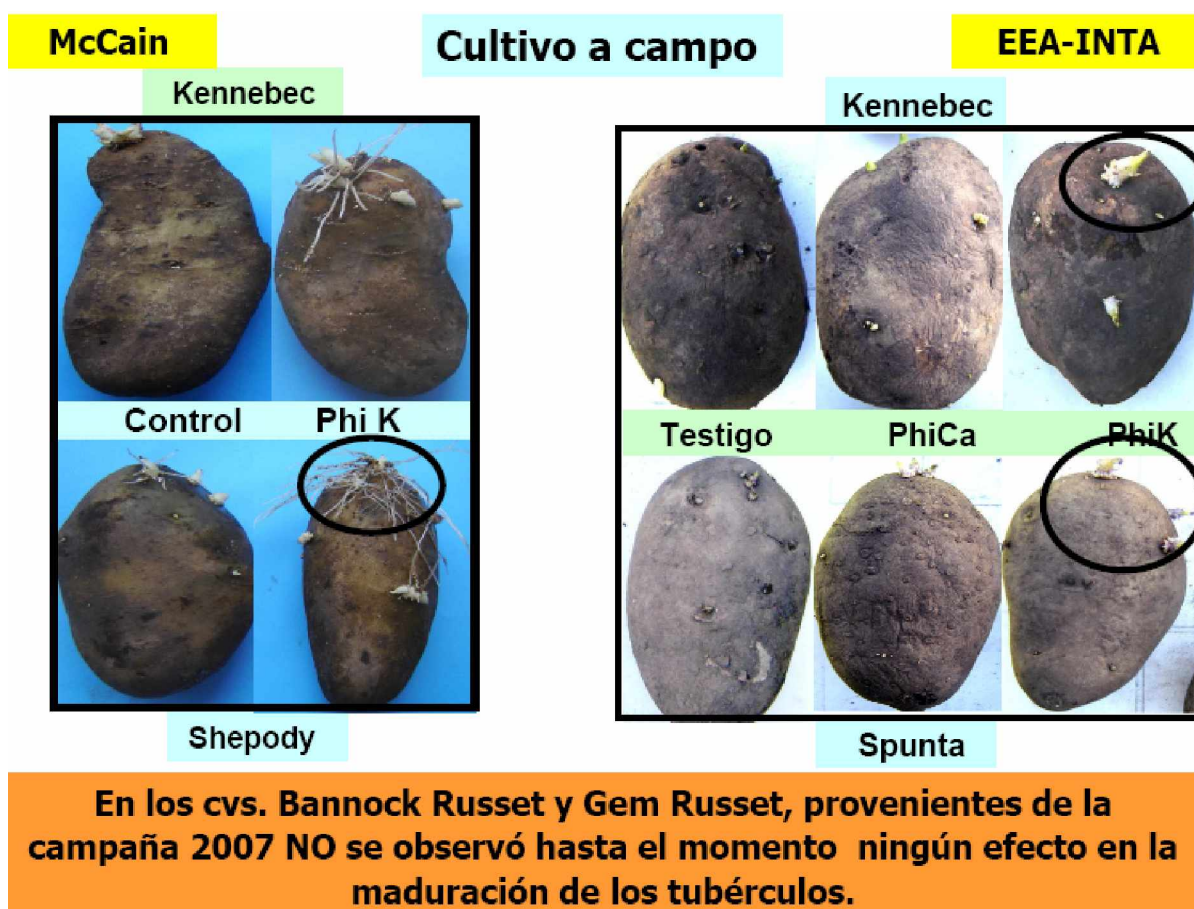 McCain
Cultivo a campo
EEA-INTA
Kennebec
Control
Phi K
Shepody
Kennebec
Testigo
PhiCa
PhiK
Spunta
En los cvs. Bannock Russet y Gem Russet, provenientes de la
campaña 2007 NO se observó hasta el momento ningún efecto en la
maduración de los tubérculos.